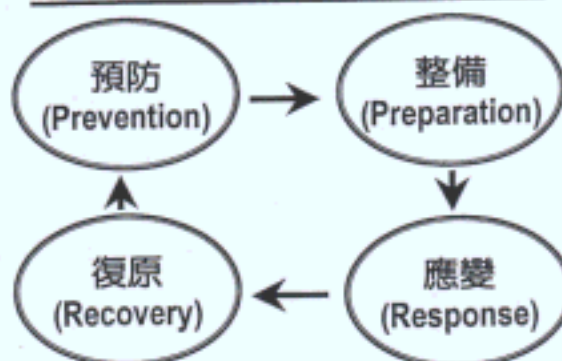 預防
(Prevention)
整備
(Preparation)
復原
(Recovery)
應變
(Response)